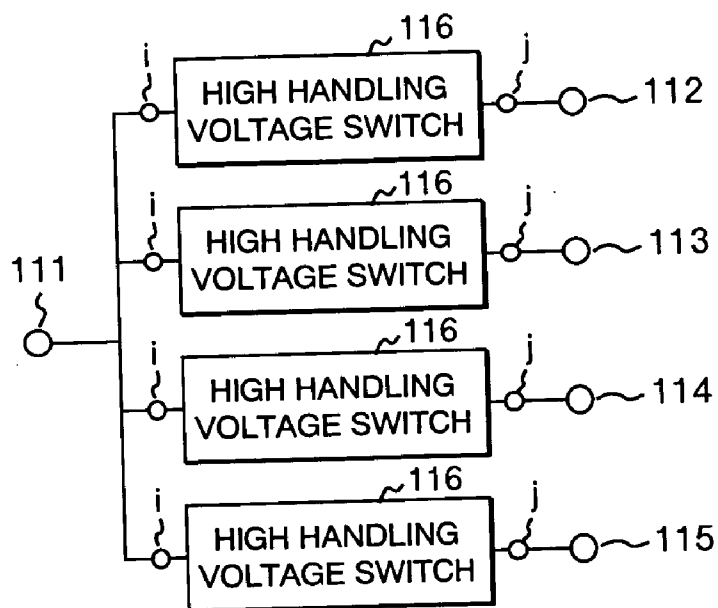 116
i
j
HIGH HANDLING
VOLTAGE SWITCH
112
116
i
j
HIGH HANDLING
VOLTAGE SWITCH
113
111
116
i
j
HIGH HANDLING
VOLTAGE SWITCH
114
116
i
j
HIGH HANDLING
VOLTAGE SWITCH
115